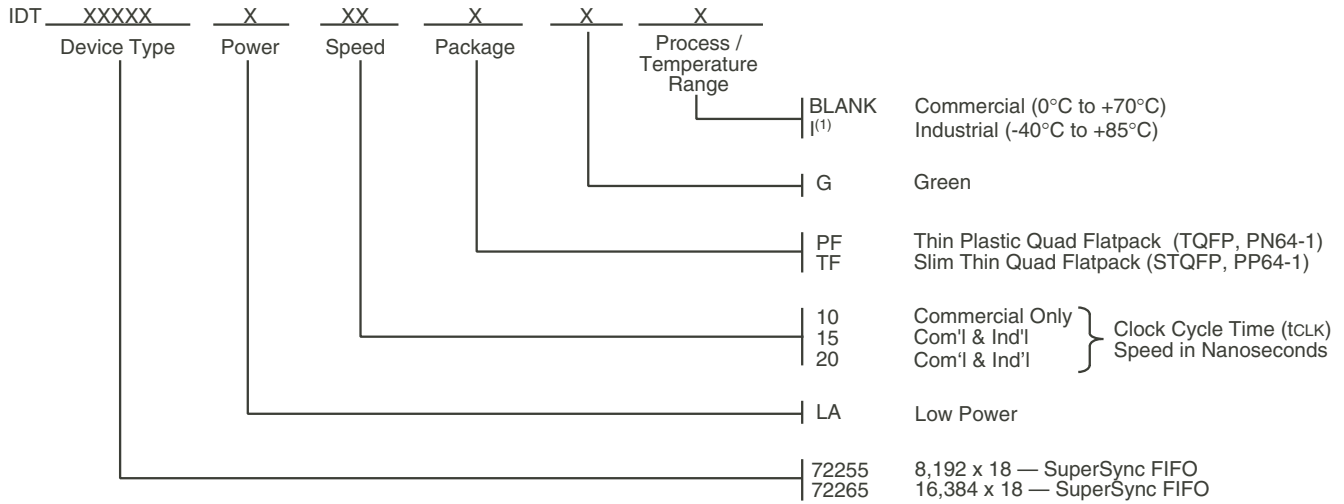 IDT XXXXX X XX X X X
Device Type Power Speed Package Process /
Temperature
Range
BLANK Commercial (0°C to +70°C)
I(1) Industrial (-40°C to +85°C)
G Green
PF Thin Plastic Quad Flatpack (TQFP, PN64-1)
TF Slim Thin Quad Flatpack (STQFP, PP64-1)
10 Commercial Only
15 Com'l & Ind'l
20 Com‘l & Ind’l
Clock Cycle Time (tCLK)
Speed in Nanoseconds
LA Low Power
72255 8,192 x 18 — SuperSync FIFO
72265 16,384 x 18 — SuperSync FIFO